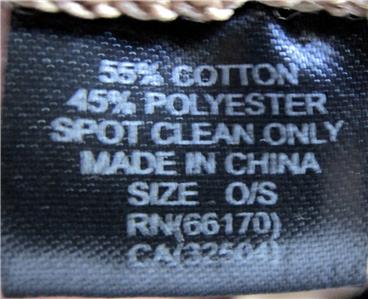 55% COTTON
45% POLYESTER
SPOT CLEAN ONLY
MADE IN CHINA
SIZE O/S
RN(66170)
CA(32504)